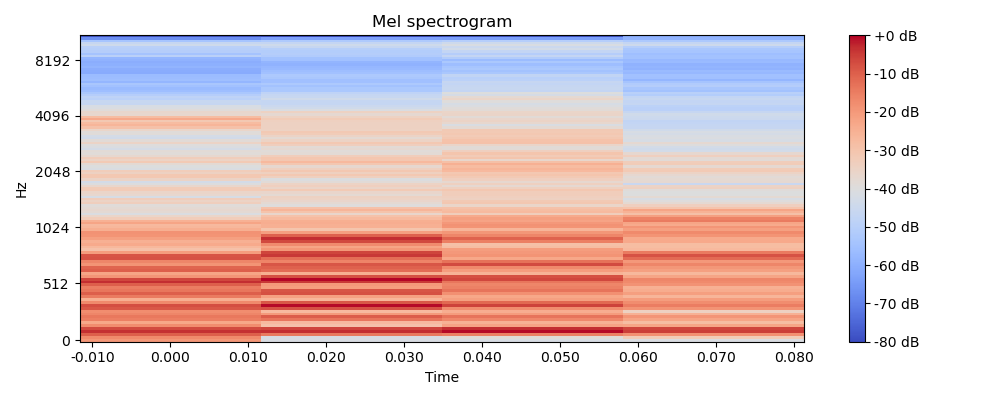 Mel spectrogram
Hz
8192
4096
2048
1024
512
0
-0.010 0.000 0.010 0.020 0.030 0.040 0.050 0.060 0.070 0.080
Time
+0 dB
-10 dB
-20 dB
-30 dB
-40 dB
-50 dB
-60 dB
-70 dB
-80 dB